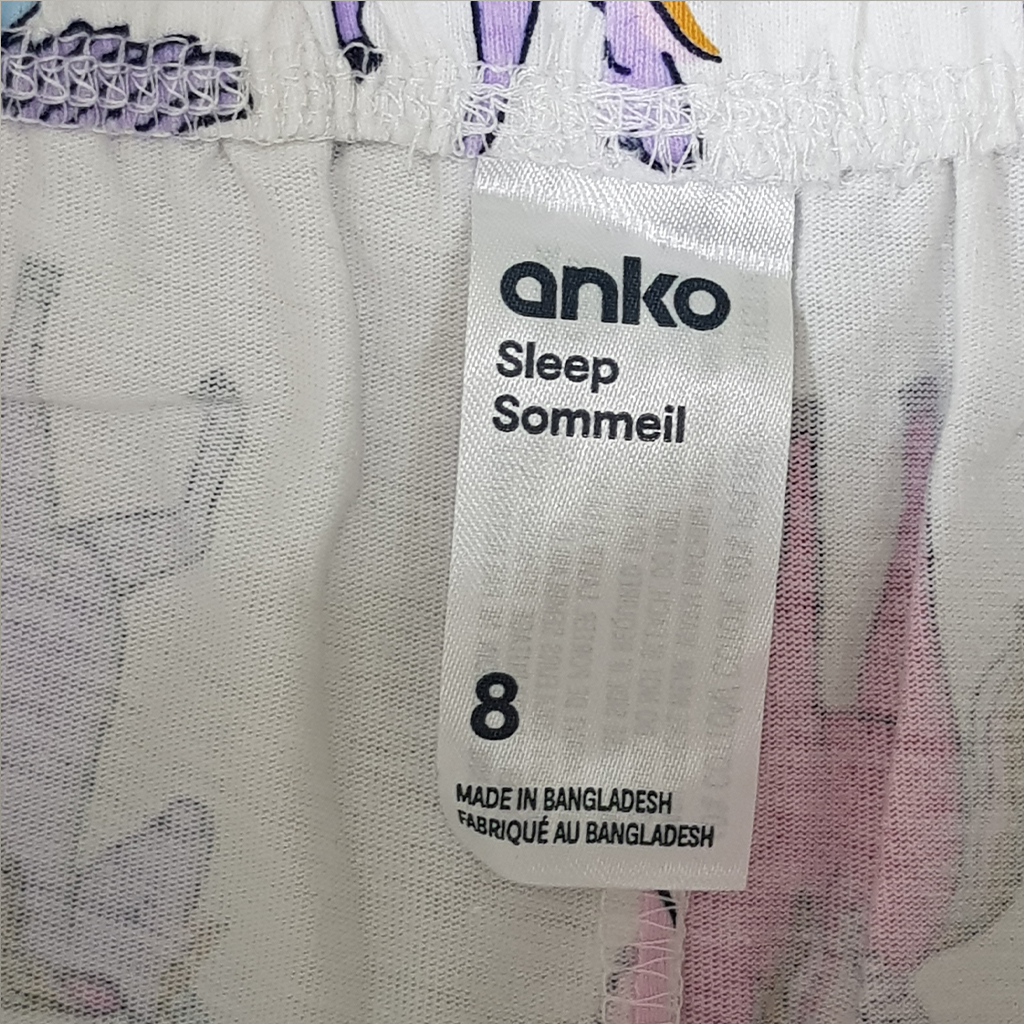 anko
Sleep
Sommeil
8
MADE IN BANGLADESH
FABRIQUÉ AU BANGLADESH